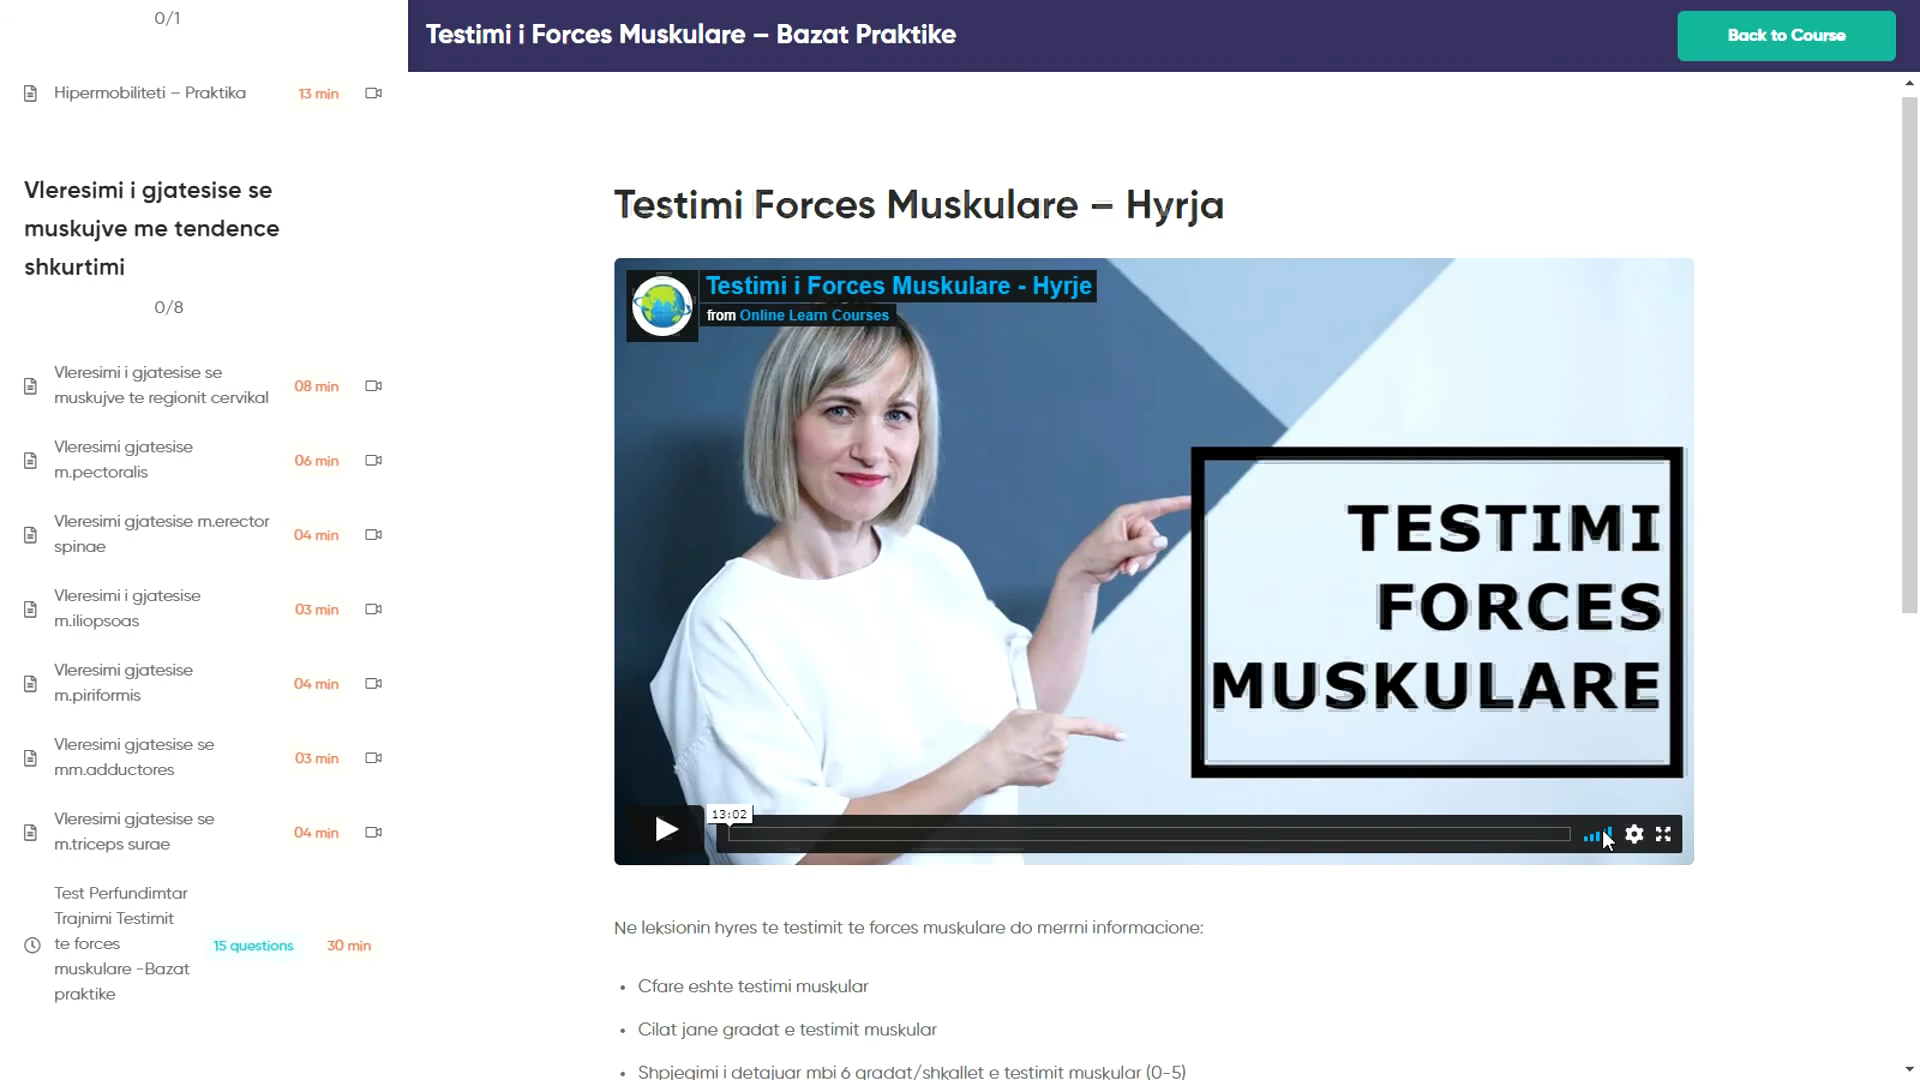 0/1
Hipermobiliteti – Praktika
13 min
Vleresimi i gjatesise se
muskujve me tendence
shkurtimi
0/8
Vleresimi i gjatesise se
muskujve te regionit cervikal
08 min
Vleresimi gjatesise
m.pectoralis
06 min
Vleresimi gjatesise m.erector
spinae
04 min
Vleresimi i gjatesise
m.iliopsoas
03 min
Vleresimi gjatesise
m.piriformis
04 min
Vleresimi gjatesise se
mm.adductores
03 min
Vleresimi gjatesise se
m.triceps surae
04 min
Test Perfundimtar
Trajnimi Testimit
te forces
muskulare -Bazat
praktike
15 questions
30 min
Testimi i Forces Muskulare – Bazat Praktike
Back to Course
Testimi Forces Muskulare – Hyrja
Testimi i Forces Muskulare - Hyrje
from Online Learn Courses
TESTIMI
FORCES
MUSKULARE
13:02
Ne leksionin hyres te testimit te forces muskulare do merrni informacione:
• Cfare eshte testimi muskular
• Cilat jane gradat e testimit muskular
• Shpjegimi i detajuar mbi 6 gradat/shkallet e testimit muskular (0-5)